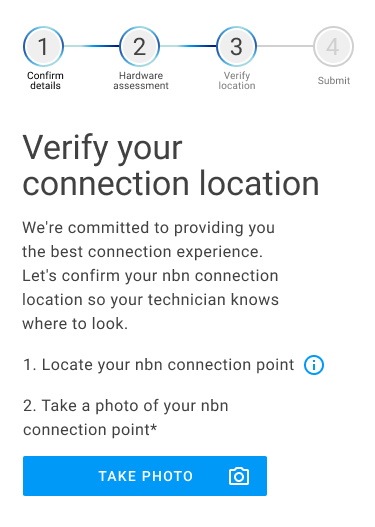 1 2 3 4
Confirm details
Hardware assessment
Verify location
Submit
Verify your
connection location
We're committed to providing you
the best connection experience.
Let's confirm your nbn connection
location so your technician knows
where to look.
1. Locate your nbn connection point
2. Take a photo of your nbn
connection point*
TAKE PHOTO